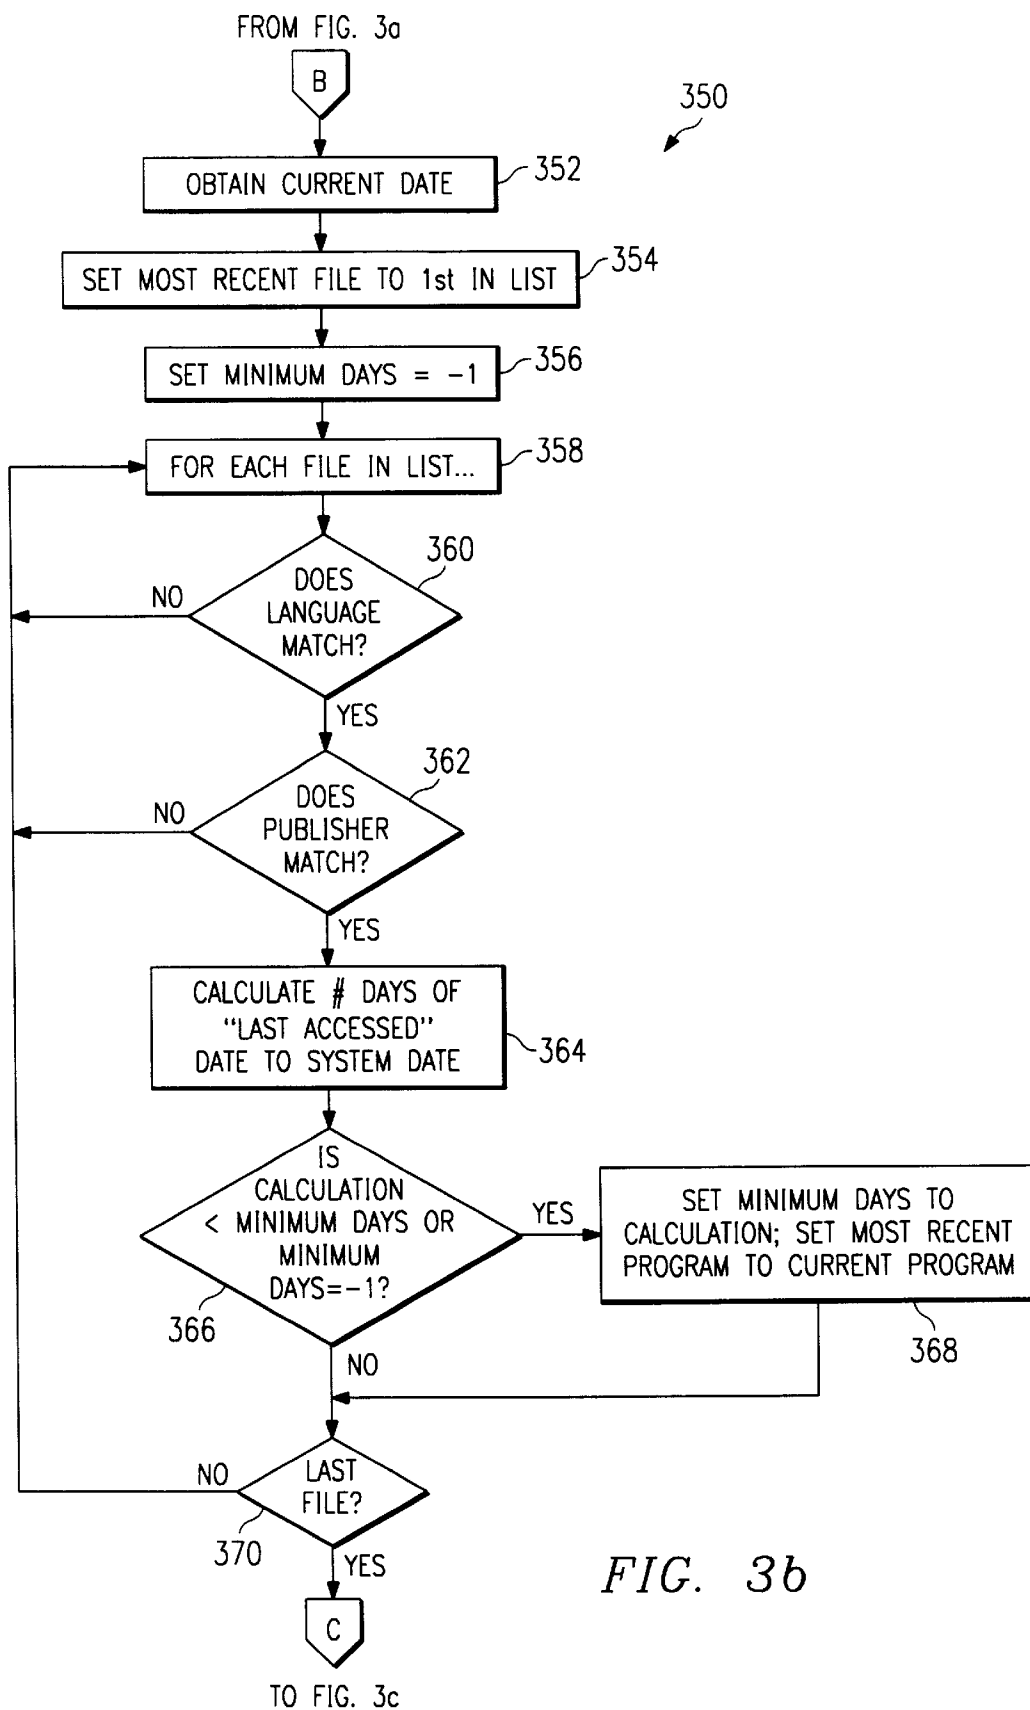 FROM FIG. 3a
B
350
OBTAIN CURRENT DATE
352
SET MOST RECENT FILE TO 1st IN LIST
354
SET MINIMUM DAYS = -1
356
FOR EACH FILE IN LIST...
358
360
DOES
LANGUAGE
MATCH?
NO
YES
362
DOES
PUBLISHER
MATCH?
NO
YES
CALCULATE # DAYS OF
"LAST ACCESSED"
DATE TO SYSTEM DATE
364
IS
CALCULATION
< MINIMUM DAYS OR
MINIMUM
DAYS=-1?
366
YES
SET MINIMUM DAYS TO
CALCULATION; SET MOST RECENT
PROGRAM TO CURRENT PROGRAM
368
NO
LAST
FILE?
NO
370
YES
C
TO FIG. 3c
FIG. 3b